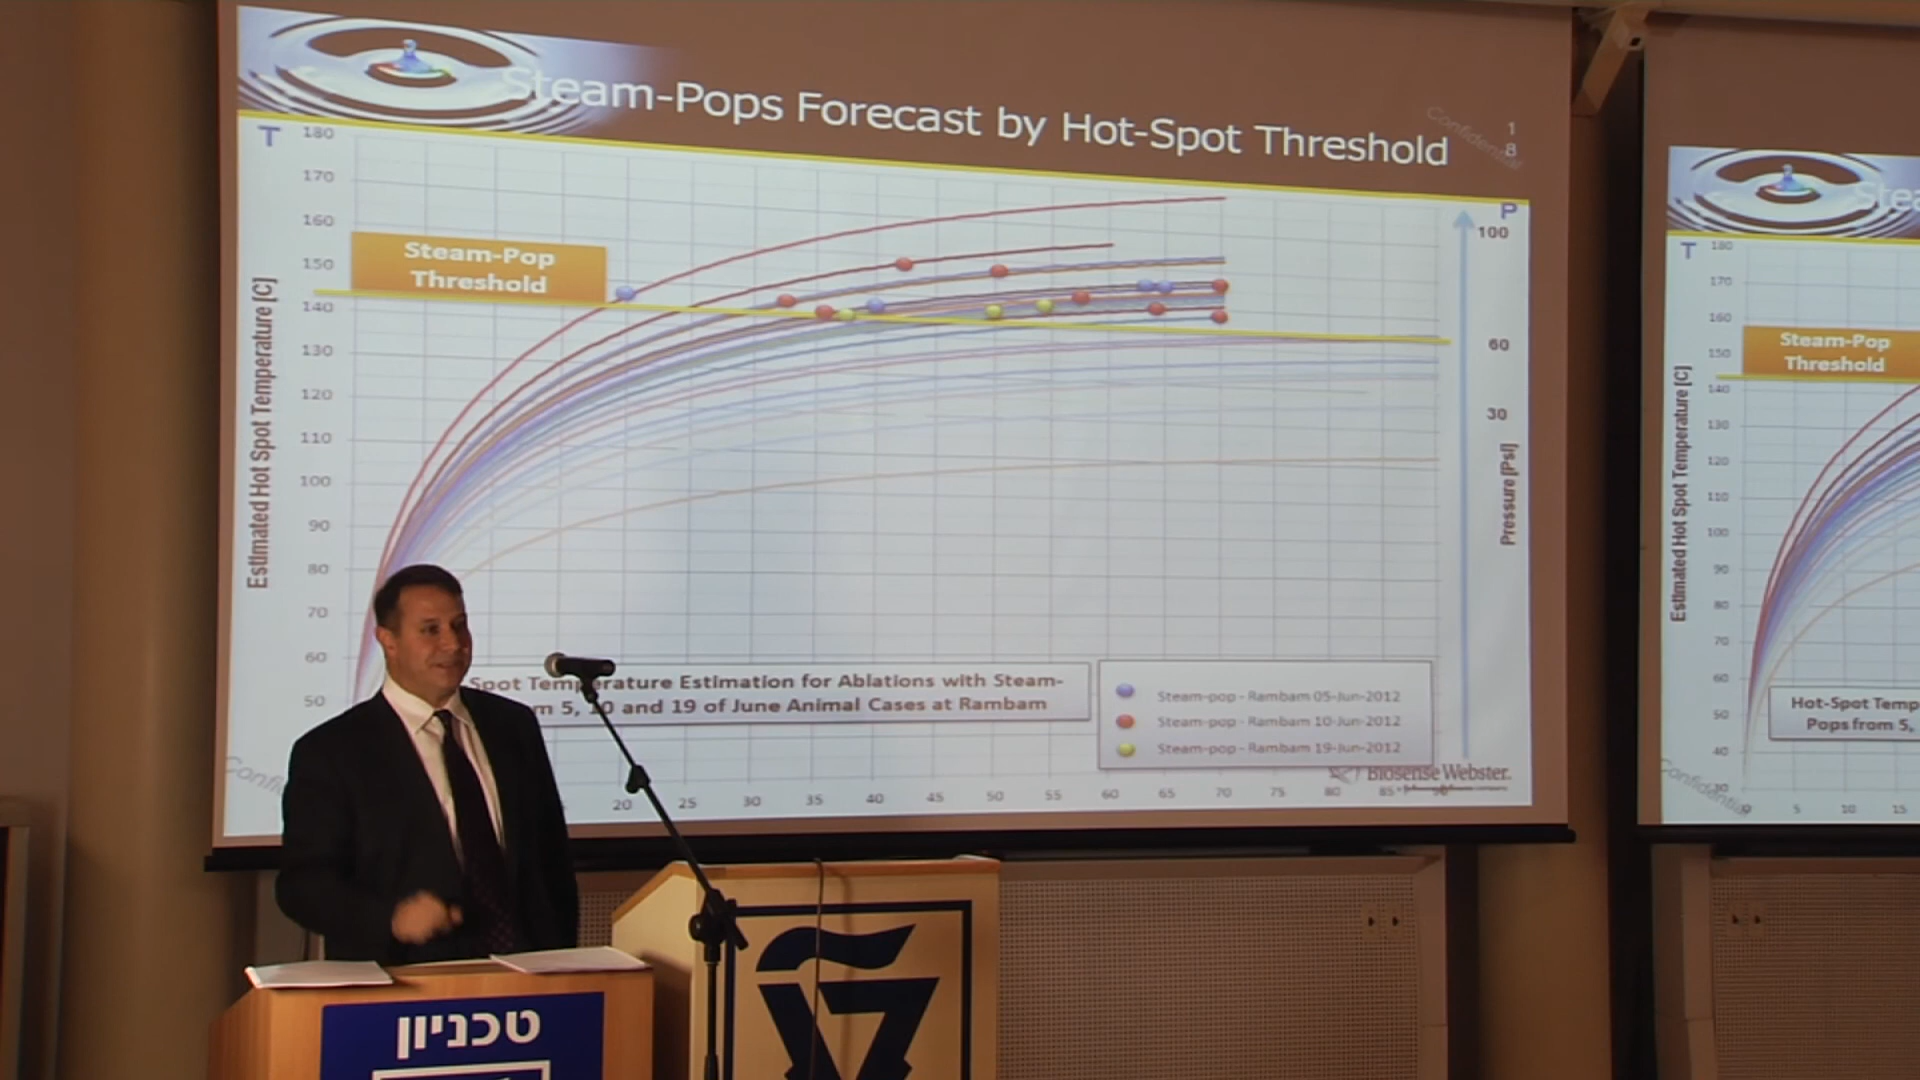 Steam-Pops Forecast by Hot-Spot Threshold
Confidential
1
8
T
P
180
170
160
150
140
130
120
110
100
90
80
70
60
50
Steam-Pop
Threshold
Estimated Hot Spot Temperature [C]
100
60
30
Pressure [Psi]
Spot Temperature Estimation for Ablations with Steam-
5, 10 and 19 of June Animal Cases at Rambam
Steam-pop - Rambam 05-Jun-2012
Steam-pop - Rambam 10-Jun-2012
Steam-pop - Rambam 19-Jun-2012
Biosense Webster.
20 25 30 35 40 45 50 55 60 65 70 75 80 85 90
T
180
170
160
150
140
130
120
110
100
90
80
70
60
50
40
30
Steam-Pop
Threshold
Estimated Hot Spot Temperature [C]
Hot-Spot Temp
Pops from 5,
Confidential
0 5 10 15
טכניון